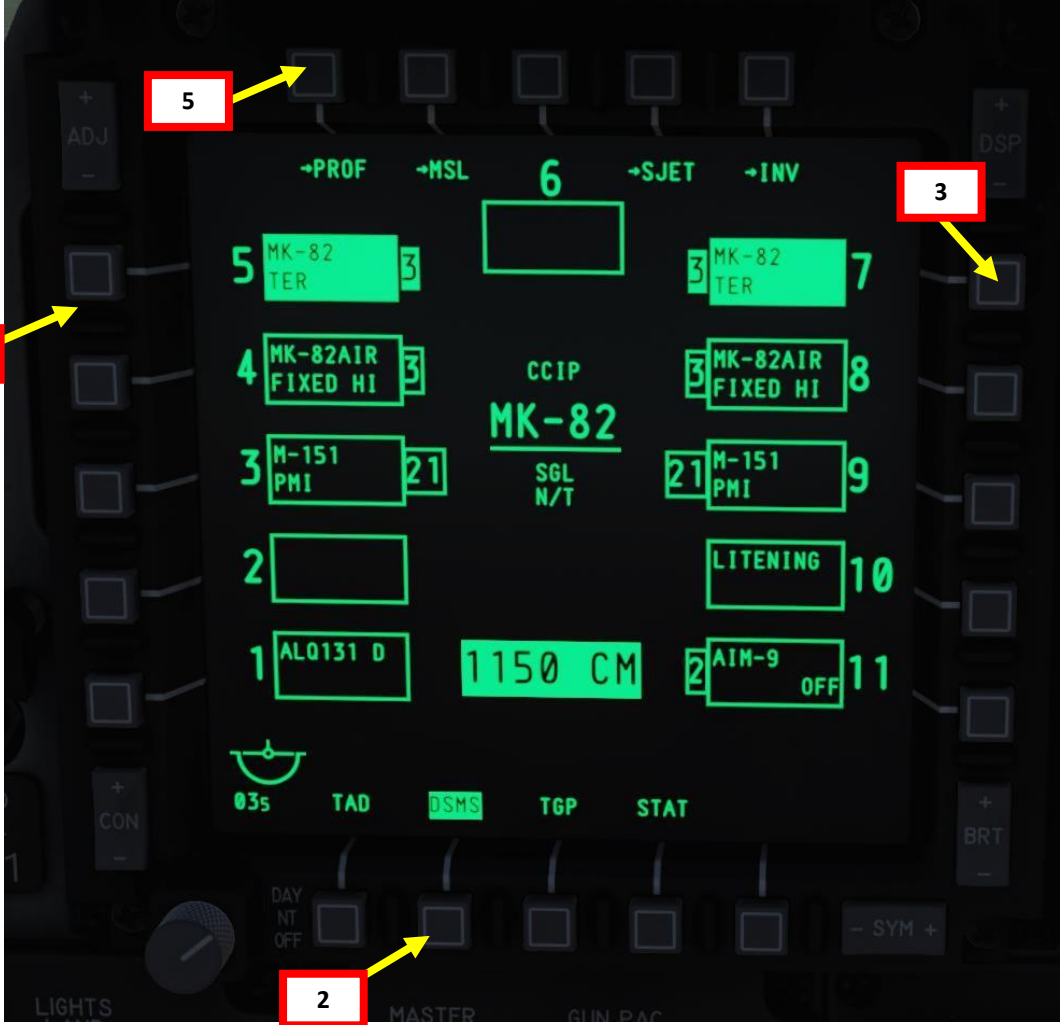 5
+
ADJ
-
+
DSP
-
→PROF
→MSL
6
→SJET
→INV
3
5
MK-82
TER
3
3
MK-82
TER
7
4
MK-82AIR
FIXED HI
3
CCIP
3
MK-82AIR
FIXED HI
8
MK-82
3
M-151
PMI
21
SGL
N/T
21
M-151
PMI
9
2
LITENING
10
1
ALQ131 D
1150 CM
2
AIM-9
OFF
11
03s
TAD
DSMS
TGP
STAT
+
CON
-
+
BRT
-
1
DAY
NT
OFF
- SYM +
2
LIGHTS
MASTER
GUN PAC